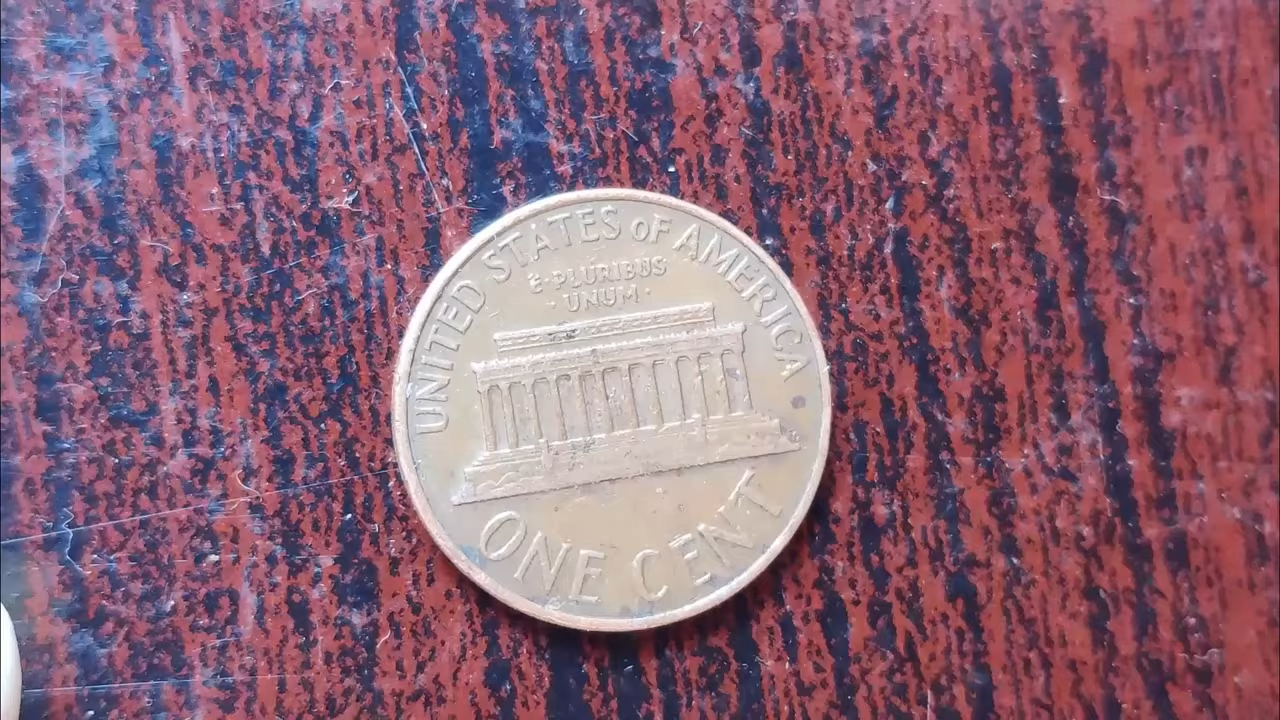 UNITED STATES OF AMERICA
E·PLURIBUS
·UNUM·
ONE CENT